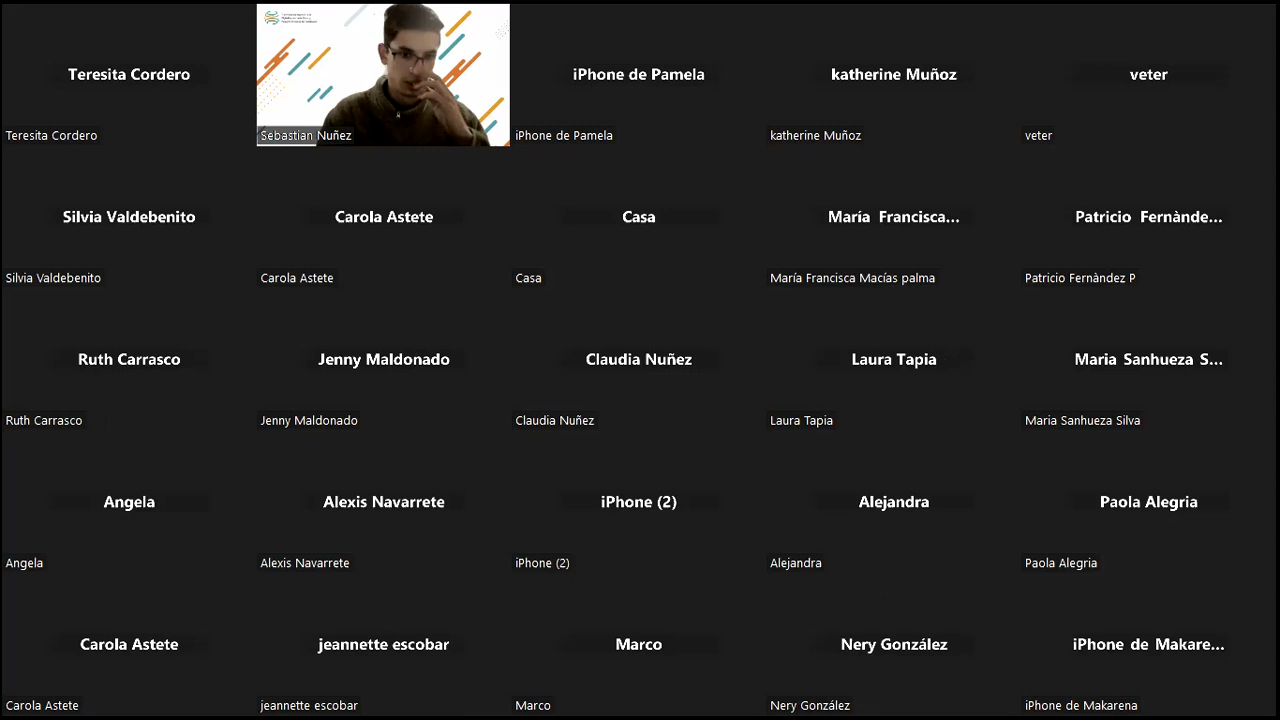 Teresita Cordero
iPhone de Pamela
katherine Muñoz
veter
Teresita Cordero
Sebastian Nuñez
iPhone de Pamela
katherine Muñoz
veter
Silvia Valdebenito
Carola Astete
Casa
María Francisca...
Patricio Fernànde...
Silvia Valdebenito
Carola Astete
Casa
María Francisca Macías palma
Patricio Fernàndez P
Ruth Carrasco
Jenny Maldonado
Claudia Nuñez
Laura Tapia
Maria Sanhueza S...
Ruth Carrasco
Jenny Maldonado
Claudia Nuñez
Laura Tapia
Maria Sanhueza Silva
Angela
Alexis Navarrete
iPhone (2)
Alejandra
Paola Alegria
Angela
Alexis Navarrete
iPhone (2)
Alejandra
Paola Alegria
Carola Astete
jeannette escobar
Marco
Nery González
iPhone de Makare...
Carola Astete
jeannette escobar
Marco
Nery González
iPhone de Makarena